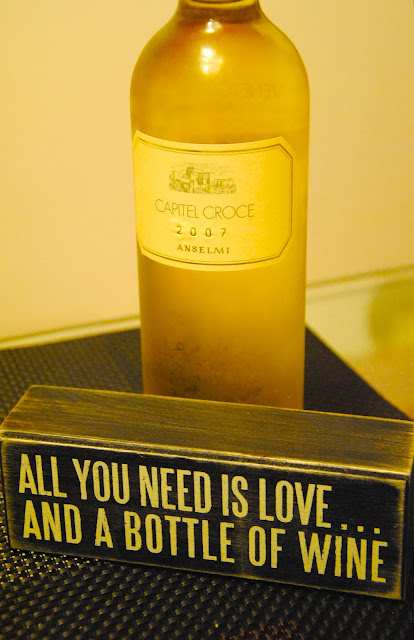 CAPITEL CROCE
2007
ANSELMI
ALL YOU NEED IS LOVE...
AND A BOTTLE OF WINE